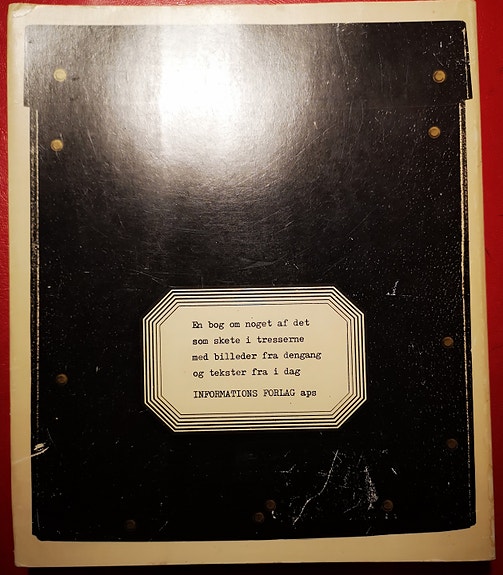 En bog om noget af det
som skete i tresserne
med billeder fra dengang
og tekster fra i dag
INFORMATIONS FORLAG aps